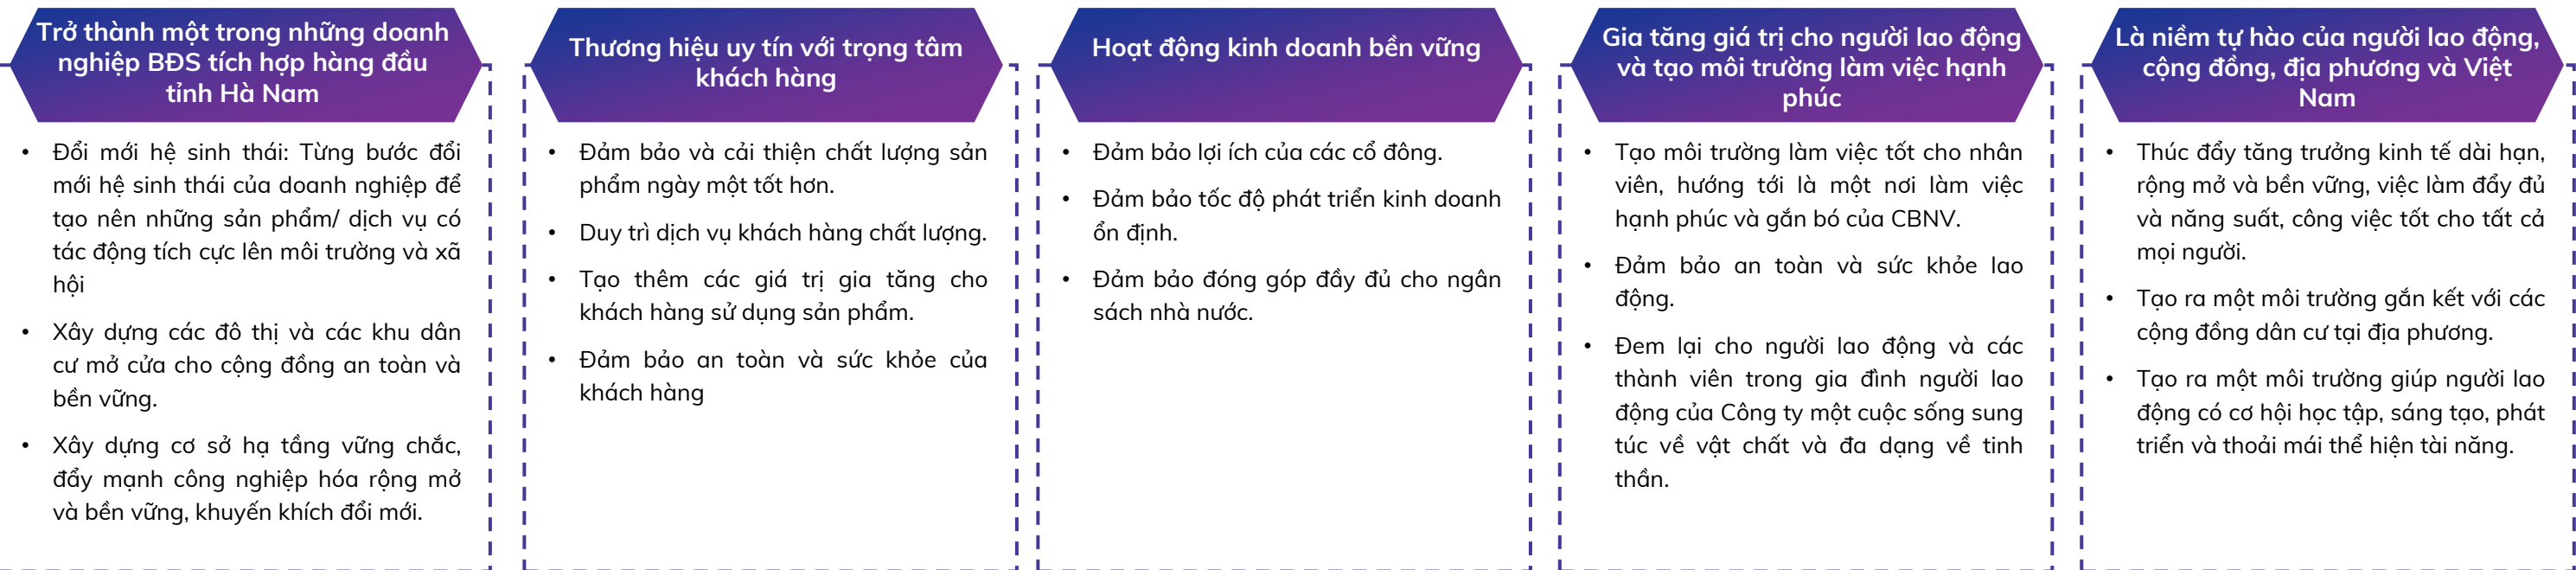 Trở thành một trong những doanh
nghiệp BĐS tích hợp hàng đầu
tỉnh Hà Nam
• Đổi mới hệ sinh thái: Từng bước đổi
mới hệ sinh thái của doanh nghiệp để
tạo nên những sản phẩm/ dịch vụ có
tác động tích cực lên môi trường và xã
hội
• Xây dựng các đô thị và các khu dân
cư mở cửa cho cộng đồng an toàn và
bền vững.
• Xây dựng cơ sở hạ tầng vững chắc,
đẩy mạnh công nghiệp hóa rộng mở
và bền vững, khuyến khích đổi mới.
Thương hiệu uy tín với trọng tâm
khách hàng
• Đảm bảo và cải thiện chất lượng sản
phẩm ngày một tốt hơn.
• Duy trì dịch vụ khách hàng chất lượng.
• Tạo thêm các giá trị gia tăng cho
khách hàng sử dụng sản phẩm.
• Đảm bảo an toàn và sức khỏe của
khách hàng
Hoạt động kinh doanh bền vững
• Đảm bảo lợi ích của các cổ đông.
• Đảm bảo tốc độ phát triển kinh doanh
ổn định.
• Đảm bảo đóng góp đầy đủ cho ngân
sách nhà nước.
Gia tăng giá trị cho người lao động
và tạo môi trường làm việc hạnh
phúc
• Tạo môi trường làm việc tốt cho nhân
viên, hướng tới là một nơi làm việc
hạnh phúc và gắn bó của CBNV.
• Đảm bảo an toàn và sức khỏe lao
động.
• Đem lại cho người lao động và các
thành viên trong gia đình người lao
động của Công ty một cuộc sống sung
túc về vật chất và đa dạng về tinh
thần.
Là niềm tự hào của người lao động,
cộng đồng, địa phương và Việt
Nam
• Thúc đẩy tăng trưởng kinh tế dài hạn,
rộng mở và bền vững, việc làm đẩy đủ
và năng suất, công việc tốt cho tất cả
mọi người.
• Tạo ra một môi trường gắn kết với các
cộng đồng dân cư tại địa phương.
• Tạo ra một môi trường giúp người lao
động có cơ hội học tập, sáng tạo, phát
triển và thoải mái thể hiện tài năng.